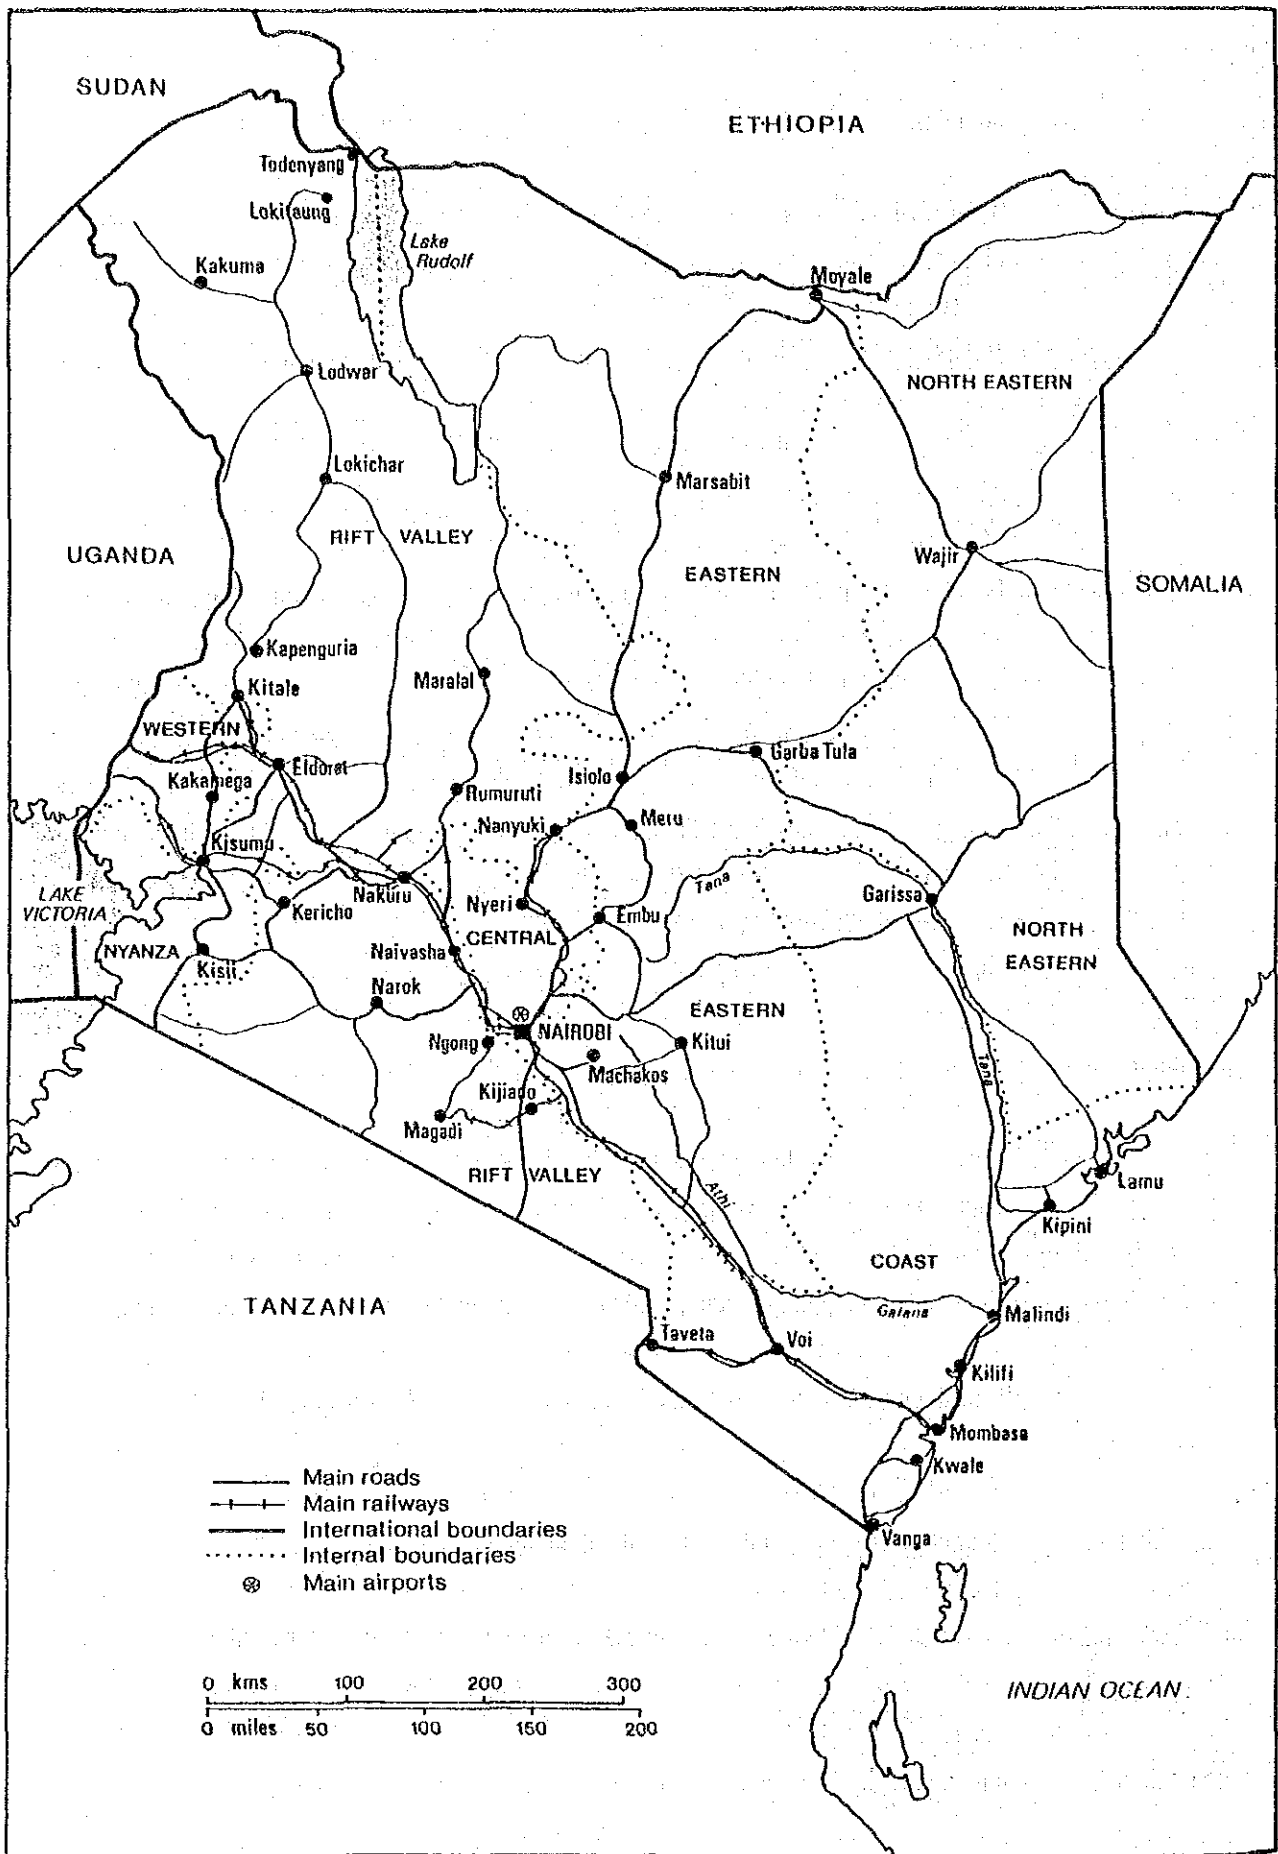 SUDAN
ETHIOPIA
Todenyang
Lokitaung
Lake
Rudolf
Kakuma
Moyale
Lodwar
NORTH EASTERN
Lokichar
Marsabit
RIFT VALLEY
UGANDA
Wajir
EASTERN
SOMALIA
Kapenguria
Maralal
Kitale
WESTERN
Garba Tula
Eldoret
Isiolo
Kakamega
Rumuruti
Nanyuki
Meru
Kisumu
Tana
LAKE
VICTORIA
Nakuru
Kericho
Nyeri
Embu
Garissa
CENTRAL
NORTH
EASTERN
NYANZA
Kisii
Naivasha
Narok
EASTERN
NAIROBI
Ngong
Kitui
Tana
Machakos
Kijiado
Magadi
RIFT VALLEY
Athi
Lamu
Kipini
COAST
TANZANIA
Galana
Malindi
Taveta
Voi
Kilifi
Mombasa
Kwale
Main roads
Main railways
International boundaries
Internal boundaries
Main airports
Vanga
0 kms 100 200 300
0 miles 50 100 150 200
INDIAN OCEAN